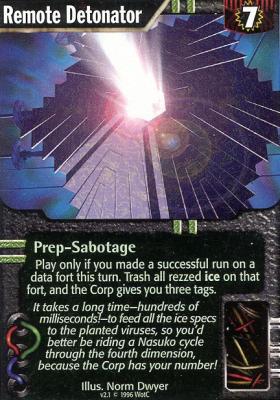 Remote Detonator
7
Prep-Sabotage
Play only if you made a successful run on a
data fort this turn. Trash all rezzed ice on that
fort, and the Corp gives you three tags.
It takes a long time—hundreds of
milliseconds!—to feed all the ice specs
to the planted viruses, so you'd
better be riding a Nasuko cycle
through the fourth dimension,
because the Corp has your number!
Illus. Norm Dwyer
v2.1 © 1996 WotC